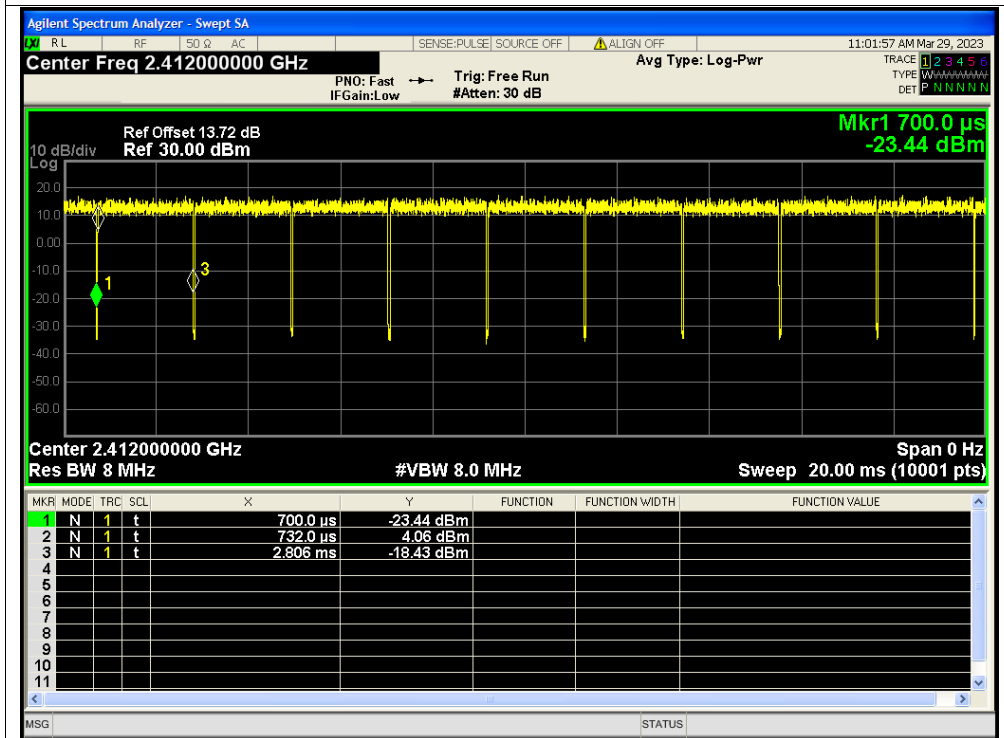 Agilent Spectrum Analyzer - Swept SA
LXI RL RF 50 Ω AC SENSE:PULSE SOURCE OFF ALIGN OFF 11:01:57 AM Mar 29, 2023
Center Freq 2.412000000 GHz
PNO: Fast
IFGain:Low
Trig: Free Run
#Atten: 30 dB
Avg Type: Log-Pwr
TRACE 1 2 3 4 5 6
TYPE W
DET P N N N N N
Mkr1 700.0 µs
-23.44 dBm
Ref Offset 13.72 dB
10 dB/div Ref 30.00 dBm
Log
20.0
10.0
0.00
-10.0
-20.0
-30.0
-40.0
-50.0
-60.0
1
3
Center 2.412000000 GHz Span 0 Hz
Res BW 8 MHz #VBW 8.0 MHz Sweep 20.00 ms (10001 pts)
MKR MODE TRC SCL X Y FUNCTION FUNCTION WIDTH FUNCTION VALUE
1 N 1 t 700.0 µs -23.44 dBm
2 N 1 t 732.0 µs 4.06 dBm
3 N 1 t 2.806 ms -18.43 dBm
4
5
6
7
8
9
10
11
MSG STATUS